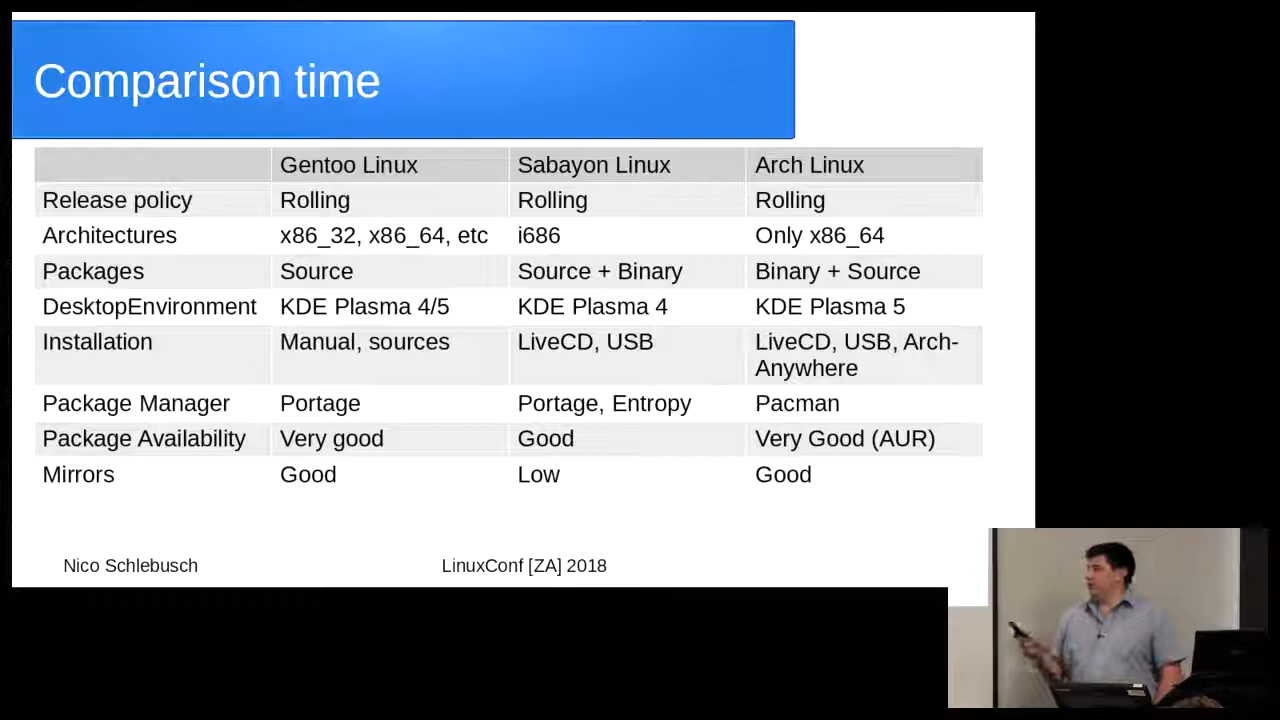 Comparison time
Gentoo Linux Sabayon Linux Arch Linux
Release policy Rolling Rolling Rolling
Architectures x86_32, x86_64, etc i686 Only x86_64
Packages Source Source + Binary Binary + Source
DesktopEnvironment KDE Plasma 4/5 KDE Plasma 4 KDE Plasma 5
Installation Manual, sources LiveCD, USB LiveCD, USB, Arch-
Anywhere
Package Manager Portage Portage, Entropy Pacman
Package Availability Very good Good Very Good (AUR)
Mirrors Good Low Good
Nico Schlebusch LinuxConf [ZA] 2018